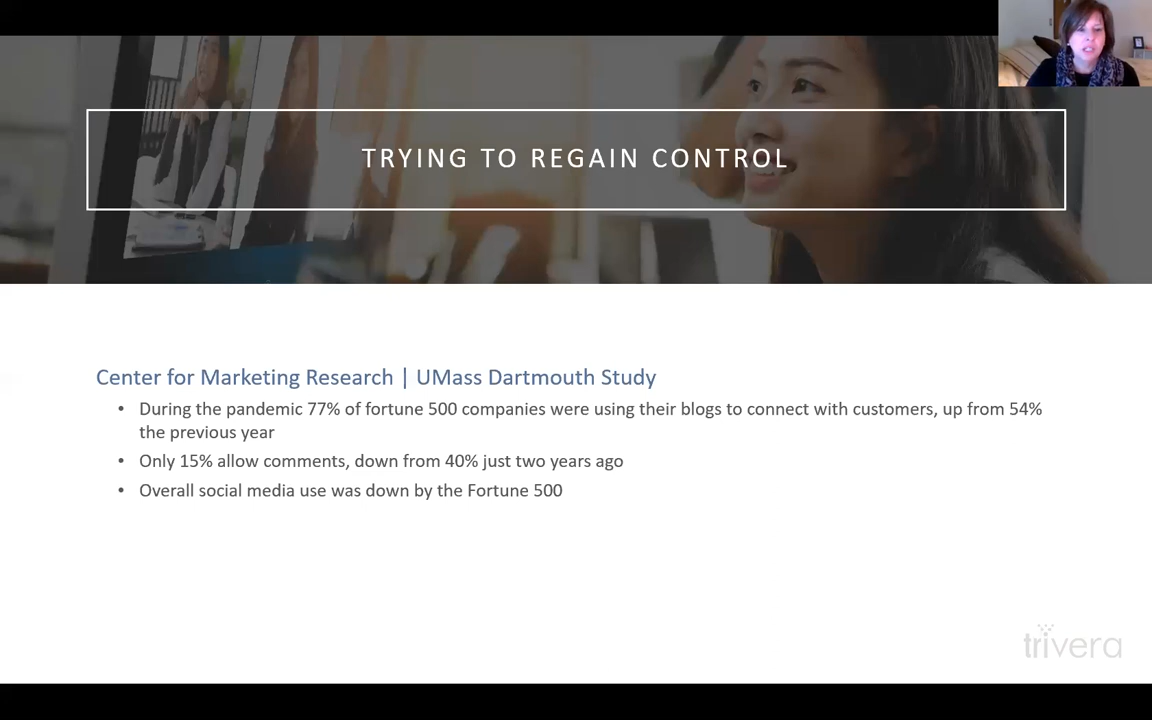 TRYING TO REGAIN CONTROL
Center for Marketing Research | UMass Dartmouth Study
• During the pandemic 77% of fortune 500 companies were using their blogs to connect with customers, up from 54%
the previous year
• Only 15% allow comments, down from 40% just two years ago
• Overall social media use was down by the Fortune 500
trivera